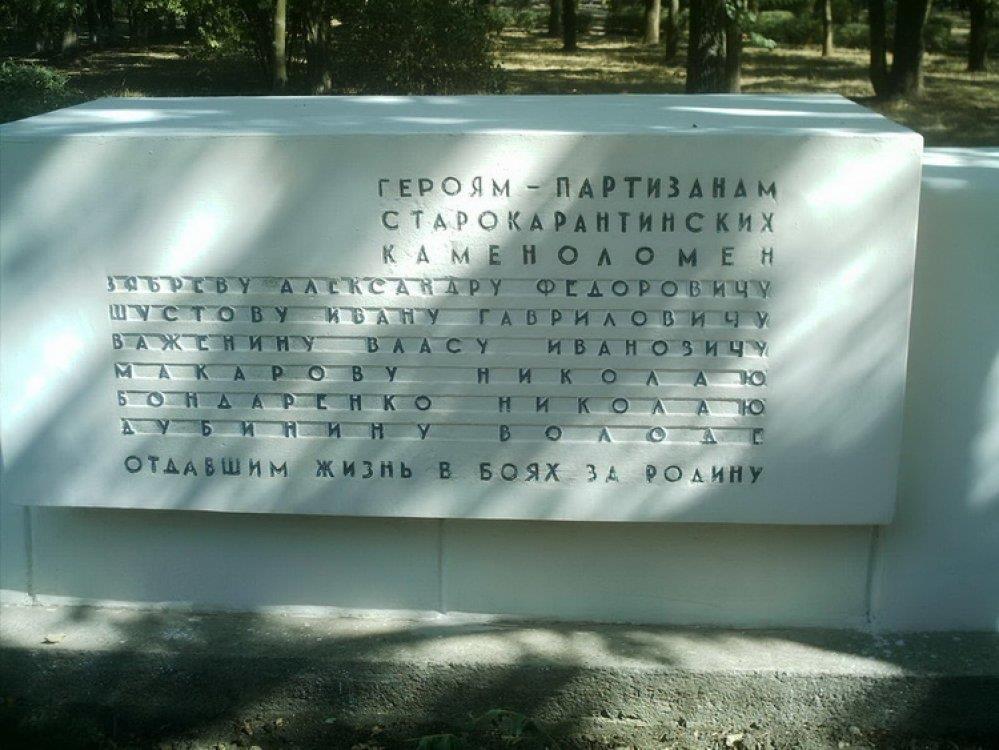 ГЕРОЯМ - ПАРТИЗАНАМ
СТАРОКАРАНТИНСКИХ
КАМЕНОЛОМЕН
ЗЯБРЕВУ АЛЕКСАНДРУ ФЕДОРОВИЧУ
ШУСТОВУ ИВАНУ ГАВРИЛОВИЧУ
ВАЖЕНИНУ ВЛАСУ ИВАНОВИЧУ
МАКАРОВУ НИКОЛАЮ
БОНДАРЕНКО НИКОЛАЮ
ДУБИНИНУ ВОЛОДЕ
ОТДАВШИМ ЖИЗНЬ В БОЯХ ЗА РОДИНУ